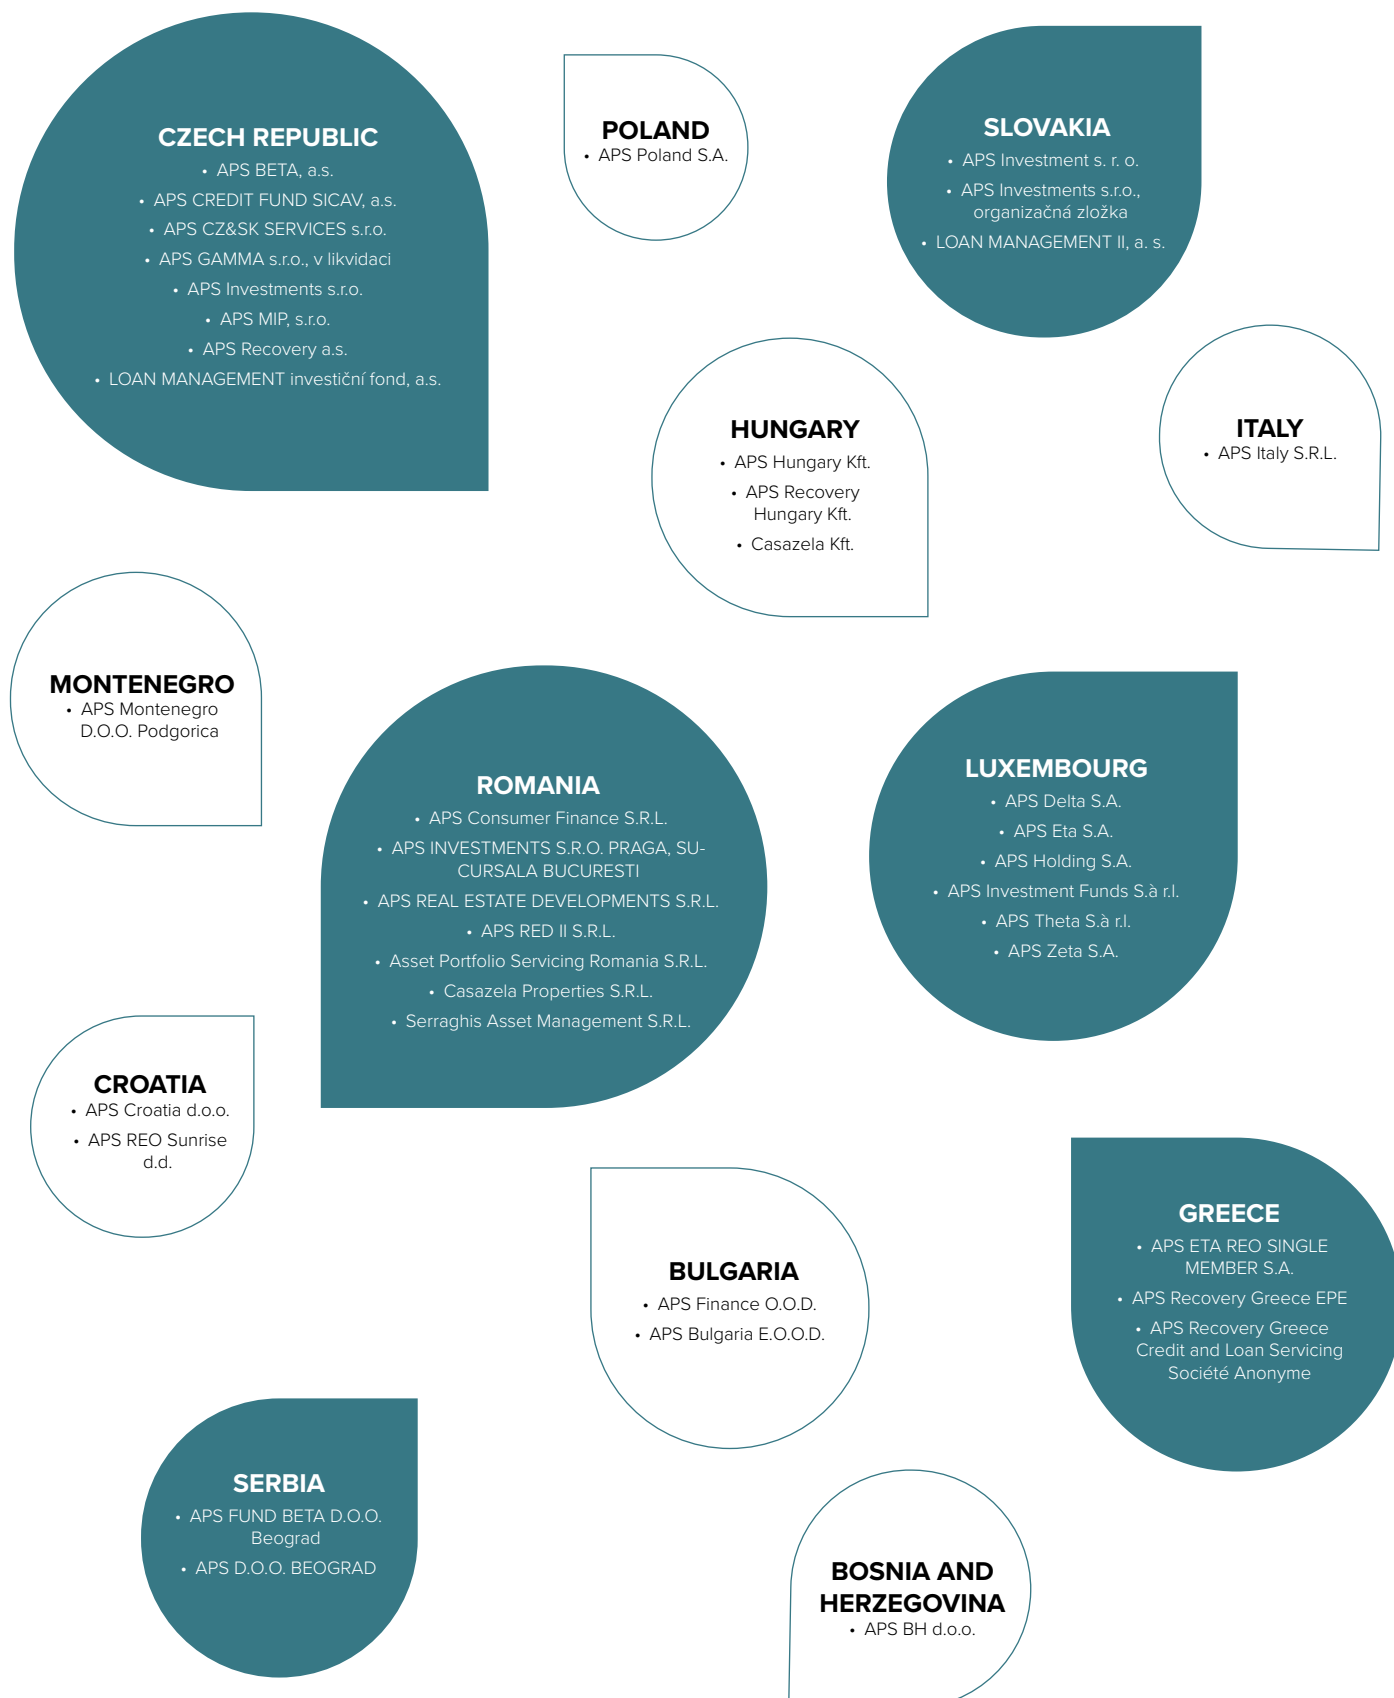 CZECH REPUBLIC
• APS BETA, a.s.
• APS CREDIT FUND SICAV, a.s.
• APS CZ&SK SERVICES s.r.o.
• APS GAMMA s.r.o., v likvidaci
• APS Investments s.r.o.
• APS MIP, s.r.o.
• APS Recovery a.s.
• LOAN MANAGEMENT investiční fond, a.s.
POLAND
• APS Poland S.A.
SLOVAKIA
• APS Investment s. r. o.
• APS Investments s.r.o.,
organizačná zložka
• LOAN MANAGEMENT II, a. s.
HUNGARY
• APS Hungary Kft.
• APS Recovery
Hungary Kft.
• Casazela Kft.
ITALY
• APS Italy S.R.L.
MONTENEGRO
• APS Montenegro
D.O.O. Podgorica
ROMANIA
• APS Consumer Finance S.R.L.
• APS INVESTMENTS S.R.O. PRAGA, SU-
CURSALA BUCURESTI
• APS REAL ESTATE DEVELOPMENTS S.R.L.
• APS RED II S.R.L.
• Asset Portfolio Servicing Romania S.R.L.
• Casazela Properties S.R.L.
• Serraghis Asset Management S.R.L.
LUXEMBOURG
• APS Delta S.A.
• APS Eta S.A.
• APS Holding S.A.
• APS Investment Funds S.à r.l.
• APS Theta S.à r.l.
• APS Zeta S.A.
CROATIA
• APS Croatia d.o.o.
• APS REO Sunrise
d.d.
BULGARIA
• APS Finance O.O.D.
• APS Bulgaria E.O.O.D.
GREECE
• APS ETA REO SINGLE
MEMBER S.A.
• APS Recovery Greece EPE
• APS Recovery Greece
Credit and Loan Servicing
Société Anonyme
SERBIA
• APS FUND BETA D.O.O.
Beograd
• APS D.O.O. BEOGRAD
BOSNIA AND
HERZEGOVINA
• APS BH d.o.o.